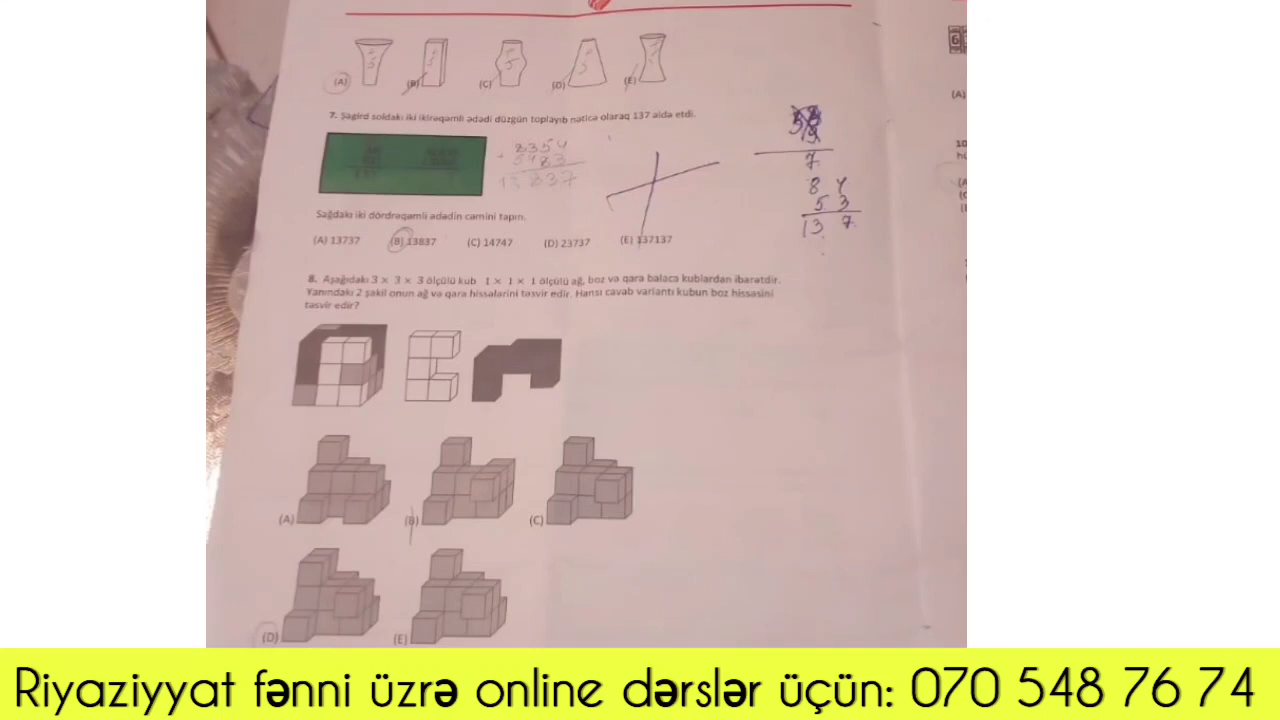 (A) (B) (C) (D) (E)
7. Şagird soldakı iki ikirəqəmli ədədi düzgün toplayıb nəticə olaraq 137 əldə etdi.
8354
+ 5483
13837
7
8 4
5 3
13 7
Sağdakı iki dördrəqəmli ədədin cəmini tapın.
(A) 13737 (B) 13837 (C) 14747 (D) 23737 (E) 137137
8. Aşağıdakı 3 × 3 × 3 ölçülü kub 1 × 1 × 1 ölçülü ağ, boz və qara balaca kublardan ibarətdir.
Yanındakı 2 şəkil onun ağ və qara hissələrini təsvir edir. Hansı cavab variantı kubun boz hissəsini
təsvir edir?
(A) (B) (C)
(D) (E)
(A)
10
Riyaziyyat fənni üzrə online dərslər üçün: 070 548 76 74